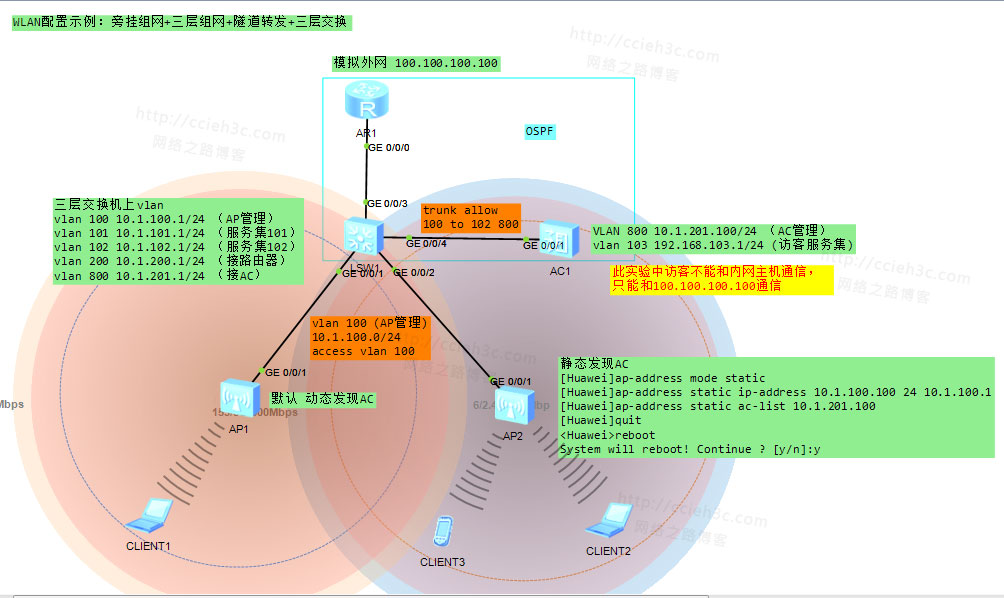 WLAN配置示例：旁挂组网+三层组网+隧道转发+三层交换
http://ccieh3c.com
网络之路博客
模拟外网 100.100.100.100
http://ccieh3c.com
网络之路博客
AR1
OSPF
GE 0/0/0
三层交换机上vlan
vlan 100 10.1.100.1/24 （AP管理）
vlan 101 10.1.101.1/24 （服务集101）
vlan 102 10.1.102.1/24 （服务集102）
vlan 200 10.1.200.1/24 （接路由器）
vlan 800 10.1.201.1/24 （接AC）
GE 0/0/3
trunk allow
100 to 102 800
GE 0/0/4
GE 0/0/1
VLAN 800 10.1.201.100/24 （AC管理）
vlan 103 192.168.103.1/24（访客服务集）
LSW1
AC1
GE 0/0/1
GE 0/0/2
此实验中访客不能和内网主机通信，
只能和100.100.100.100通信
http://ccieh3c.com
网络之路博客
vlan 100（AP管理）
10.1.100.0/24
access vlan 100
http://ccieh3c.com
网络之路博客
GE 0/0/1
GE 0/0/1
静态发现AC
[Huawei]ap-address mode static
[Huawei]ap-address static ip-address 10.1.100.100 24 10.1.100.1
[Huawei]ap-address static ac-list 10.1.201.100
[Huawei]quit
<Huawei>reboot
System will reboot! Continue ? [y/n]:y
默认 动态发现AC
Mbps
AP1
AP2
http://ccieh3c.com
网络之路博客
CLIENT1
CLIENT3
CLIENT2